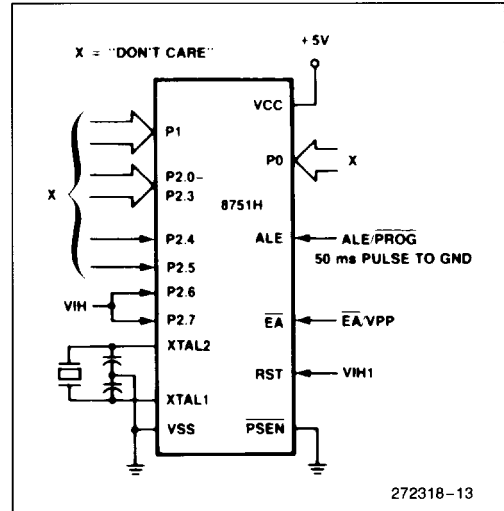 X = "DON'T CARE"
+ 5V
VCC
P1
P0
X
P2.0–
P2.3
X
8751H
P2.4
ALE
ALE/PROG
50 ms PULSE TO GND
P2.5
P2.6
VIH
P2.7
EA
EA/VPP
XTAL2
RST
VIH1
XTAL1
VSS
PSEN
272318–13